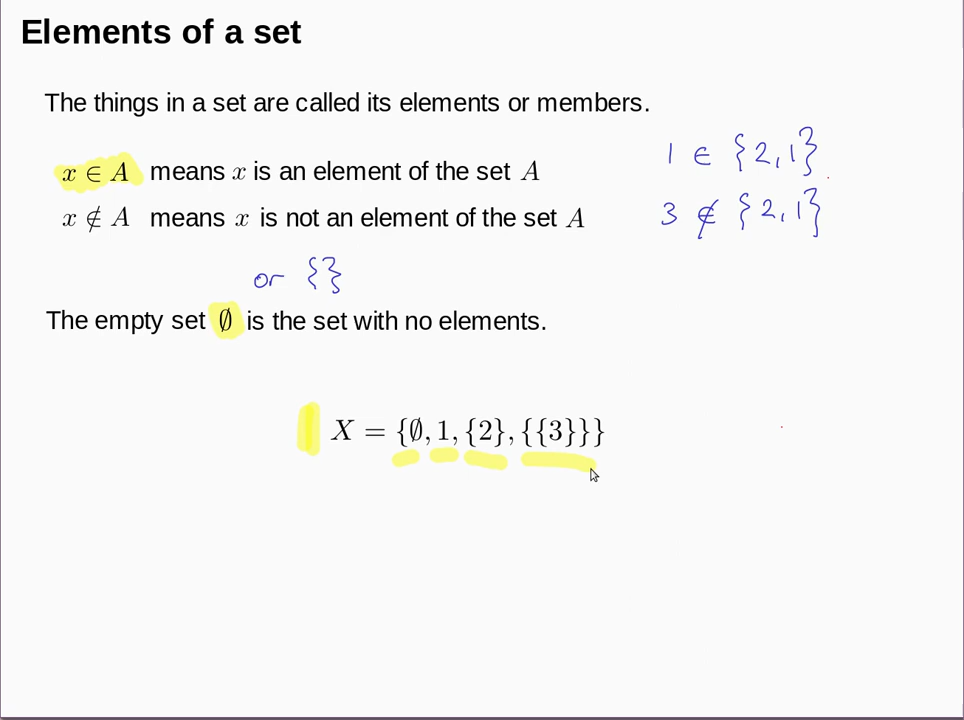 Elements of a set
The things in a set are called its elements or members.
x ∈ A means x is an element of the set A
1 ∈ {2,1}
x ∉ A means x is not an element of the set A
3 ∉ {2,1}
or {}
The empty set ∅ is the set with no elements.
X = {∅, 1, {2}, {{3}}}